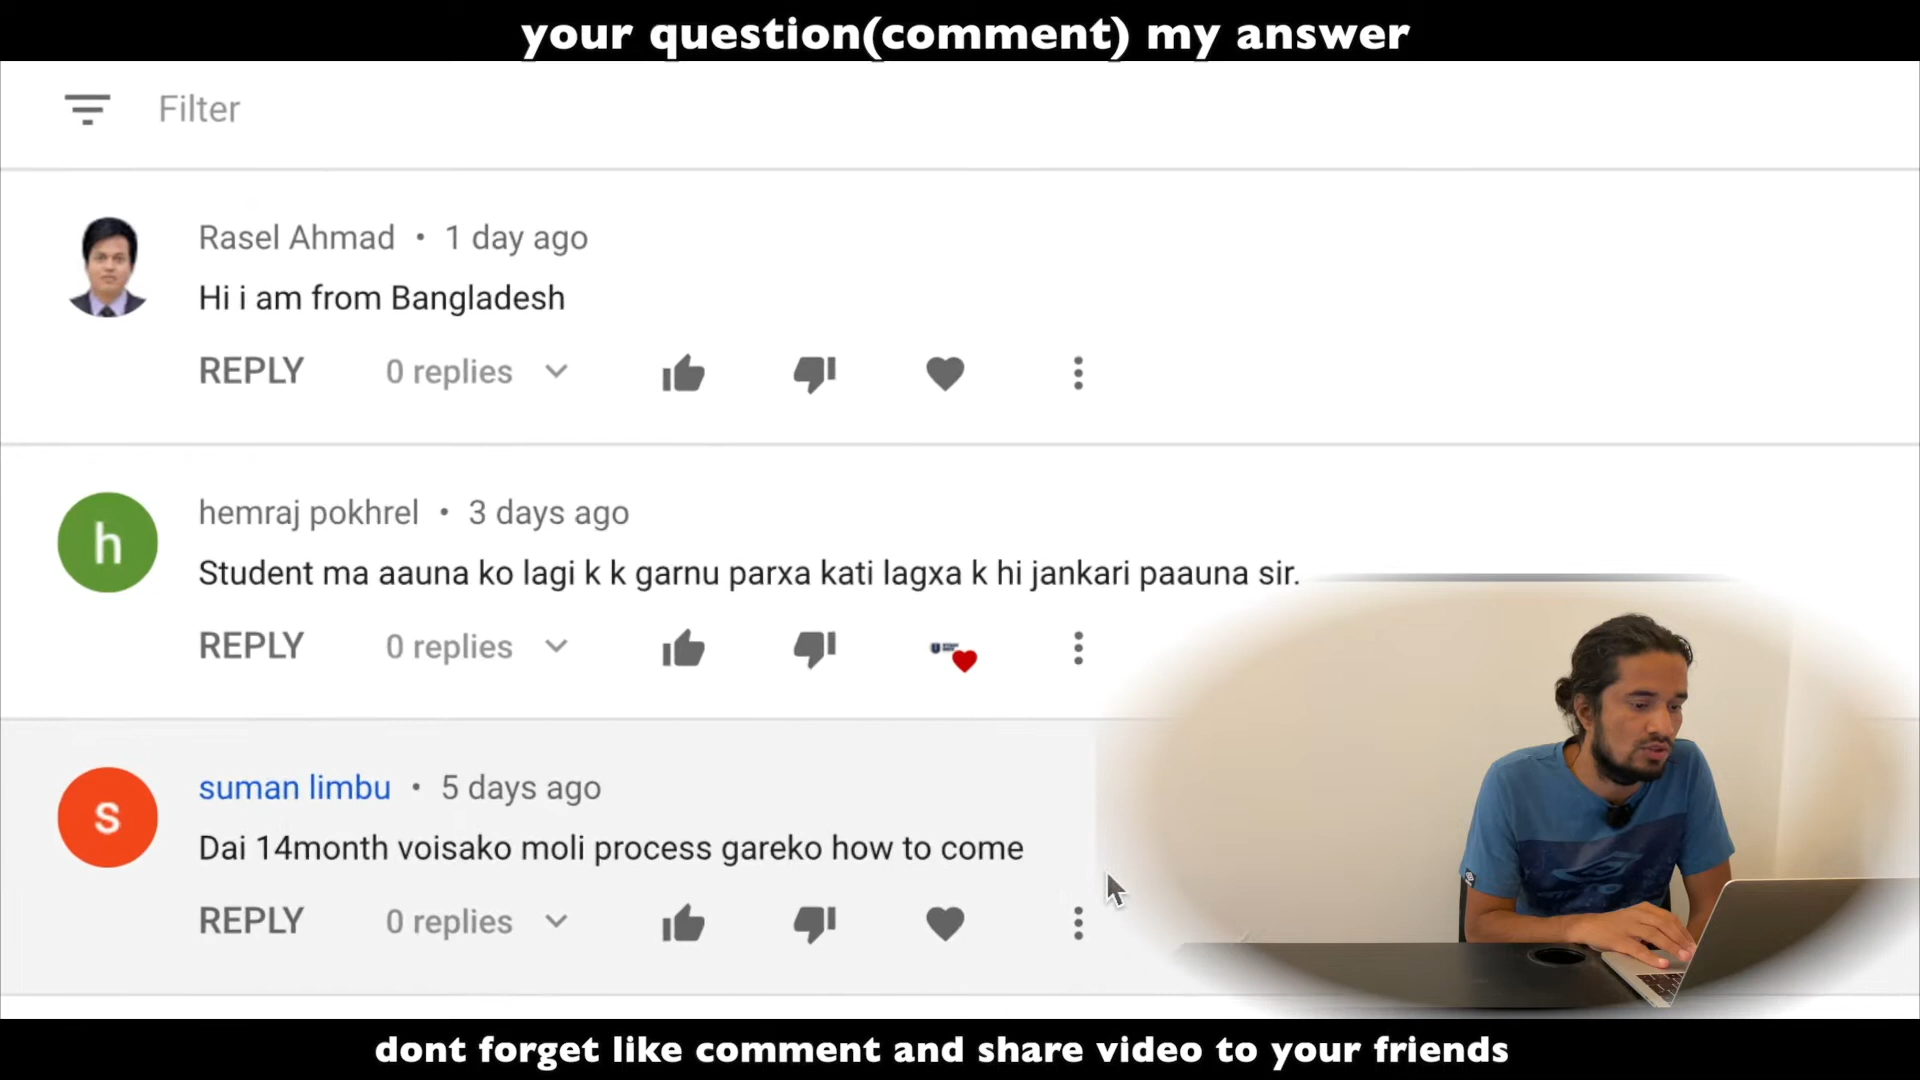 your question(comment) my answer
Filter
Rasel Ahmad • 1 day ago
Hi i am from Bangladesh
REPLY 0 replies
h
hemraj pokhrel • 3 days ago
Student ma aauna ko lagi k k garnu parxa kati lagxa k hi jankari paauna sir.
REPLY 0 replies
s
suman limbu • 5 days ago
Dai 14month voisako moli process gareko how to come
REPLY 0 replies
dont forget like comment and share video to your friends